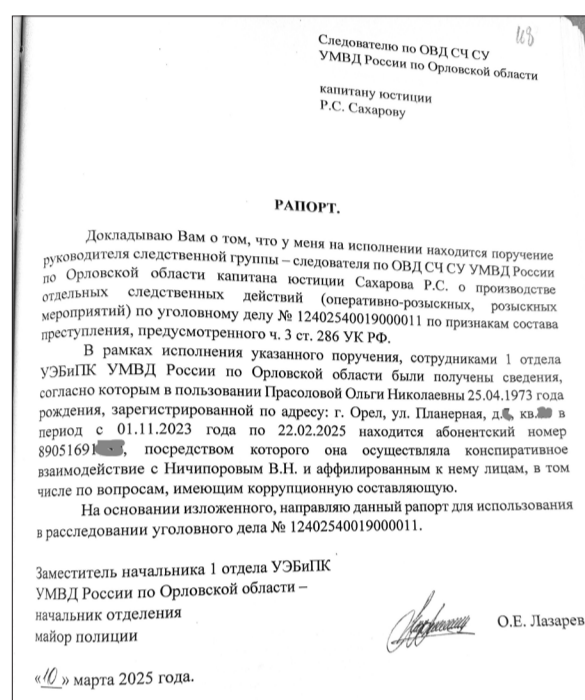 118
Следователю по ОВД СЧ СУ
УМВД России по Орловской области
капитану юстиции
Р.С. Сахарову
РАПОРТ.
Докладываю Вам о том, что у меня на исполнении находится поручение
руководителя следственной группы – следователя по ОВД СЧ СУ УМВД России
по Орловской области капитана юстиции Сахарова Р.С. о производстве
отдельных следственных действий (оперативно-розыскных, розыскных
мероприятий) по уголовному делу № 12402540019000011 по признакам состава
преступления, предусмотренного ч. 3 ст. 286 УК РФ.
В рамках исполнения указанного поручения, сотрудниками 1 отдела
УЭБиПК УМВД России по Орловской области были получены сведения,
согласно которым в пользовании Прасоловой Ольги Николаевны 25.04.1973 года
рождения, зарегистрированной по адресу: г. Орел, ул. Планерная, д. , кв. в
период с 01.11.2023 года по 22.02.2025 находится абонентский номер
89051691 , посредством которого она осуществляла конспиративное
взаимодействие с Ничипоровым В.Н. и аффилированным к нему лицам, в том
числе по вопросам, имеющим коррупционную составляющую.
На основании изложенного, направляю данный рапорт для использования
в расследовании уголовного дела № 12402540019000011.
Заместитель начальника 1 отдела УЭБиПК
УМВД России по Орловской области –
начальник отделения
майор полиции
О.Е. Лазарев
«10» марта 2025 года.